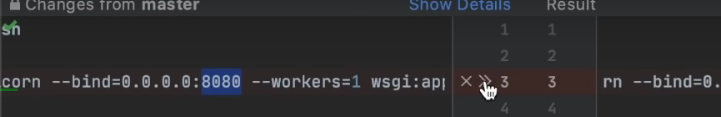 Changes from master Show Details Result
sh 1 1
2 2
corn --bind=0.0.0.0:8080 --workers=1 wsgi:app 3 3 rn --bind=0.
4 4